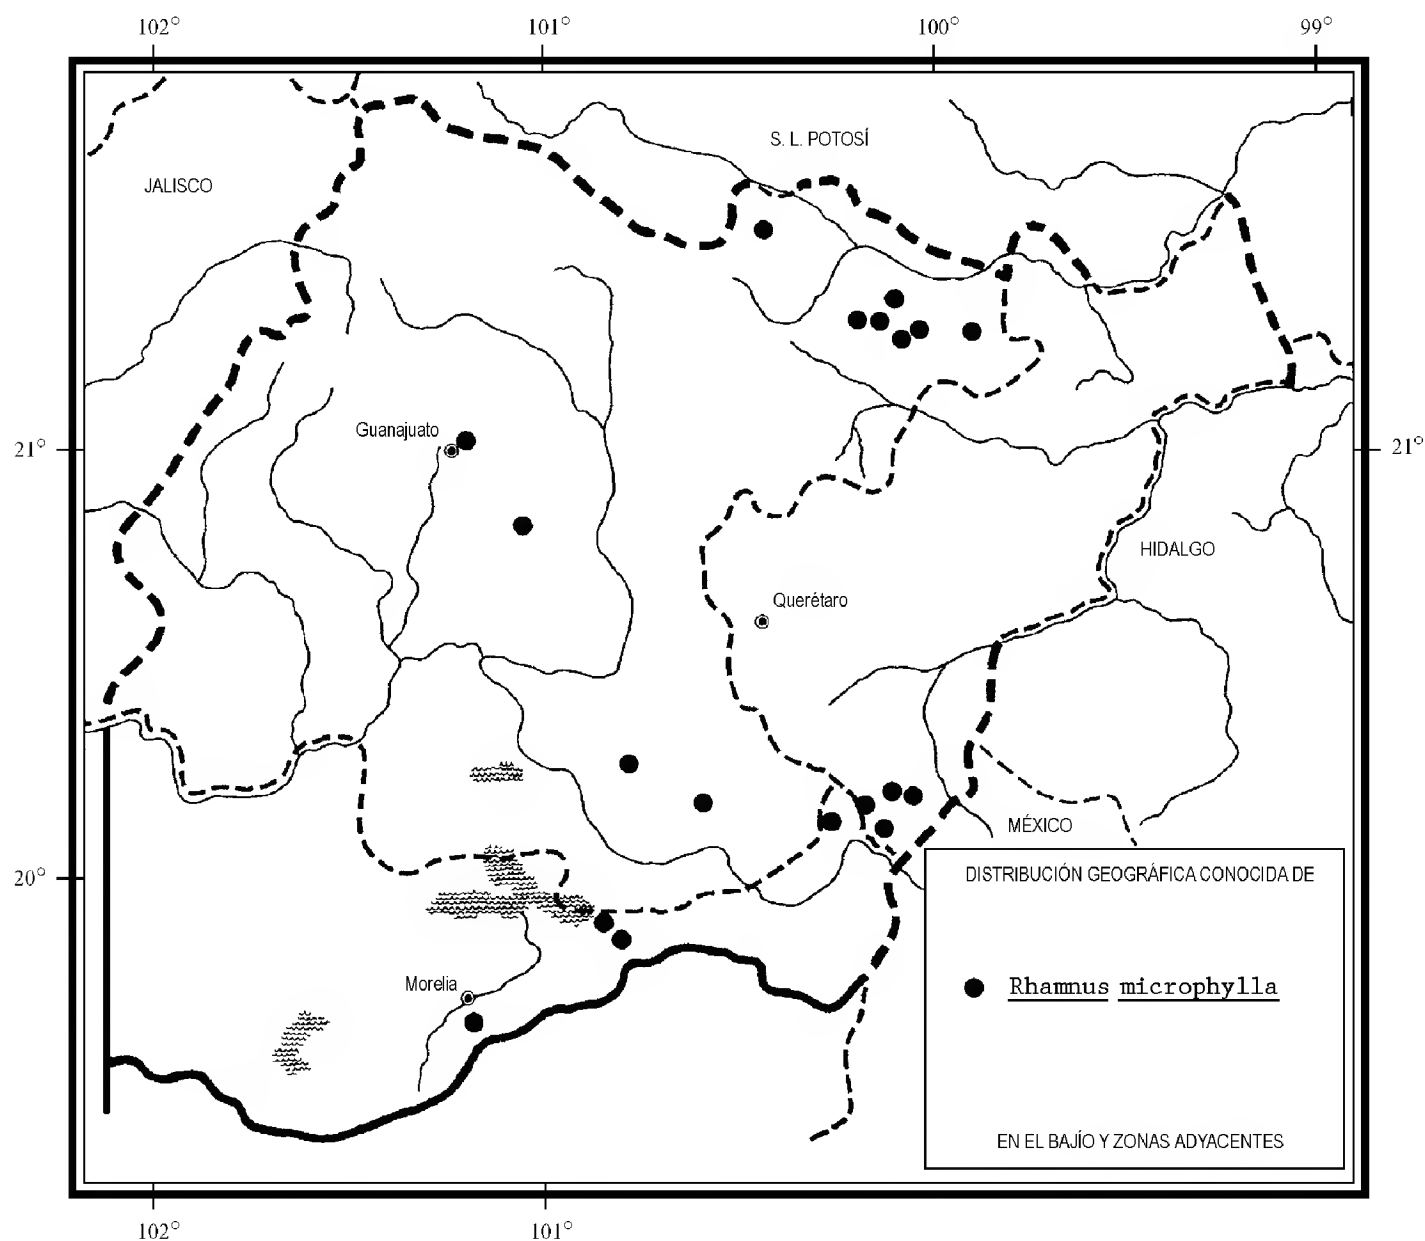 102° 101° 100° 99°
S. L. POTOSÍ
JALISCO
Guanajuato
21° 21°
HIDALGO
Querétaro
MÉXICO
20°
DISTRIBUCIÓN GEOGRÁFICA CONOCIDA DE
Morelia
Rhamnus microphylla
EN EL BAJÍO Y ZONAS ADYACENTES
102° 101°